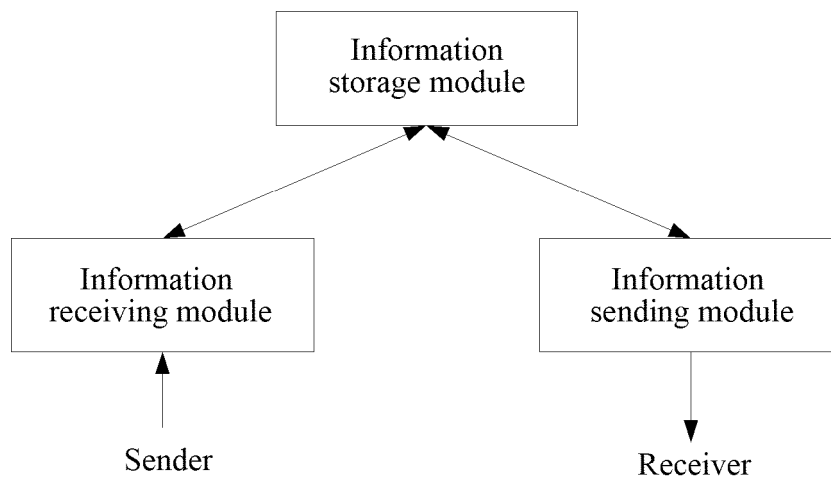 Information
storage module
Information
receiving module
Information
sending module
Sender
Receiver